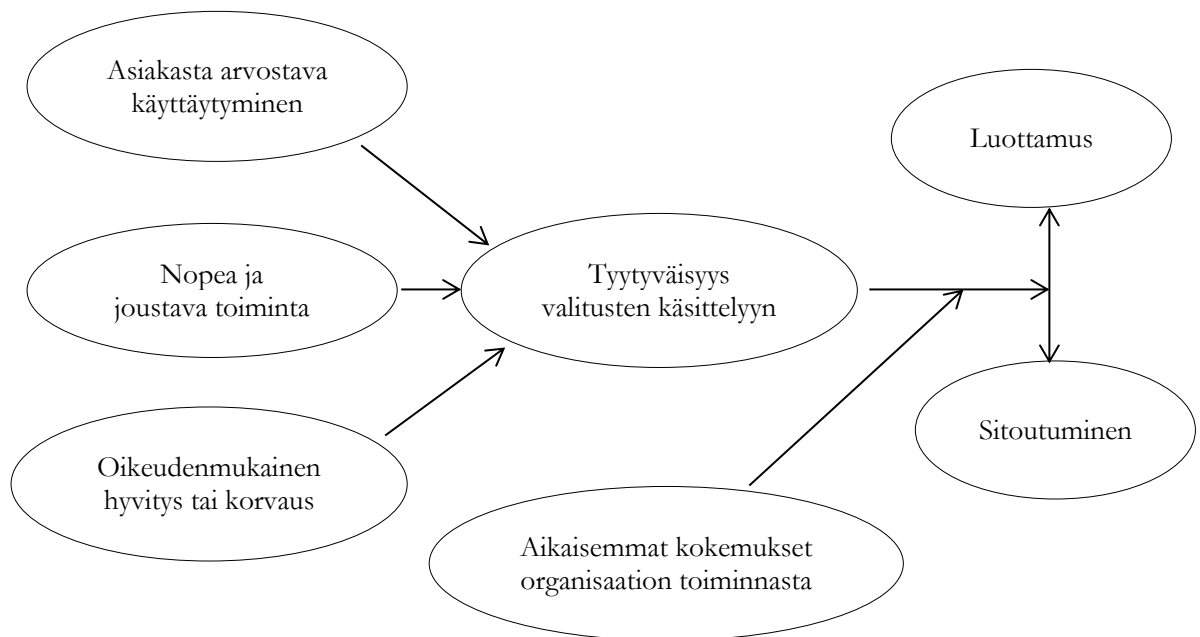 Asiakasta arvostava
käyttäytyminen
Luottamus
Nopea ja
joustava toiminta
Tyytyväisyys
valitusten käsittelyyn
Sitoutuminen
Oikeudenmukainen
hyvitys tai korvaus
Aikaisemmat kokemukset
organisaation toiminnasta